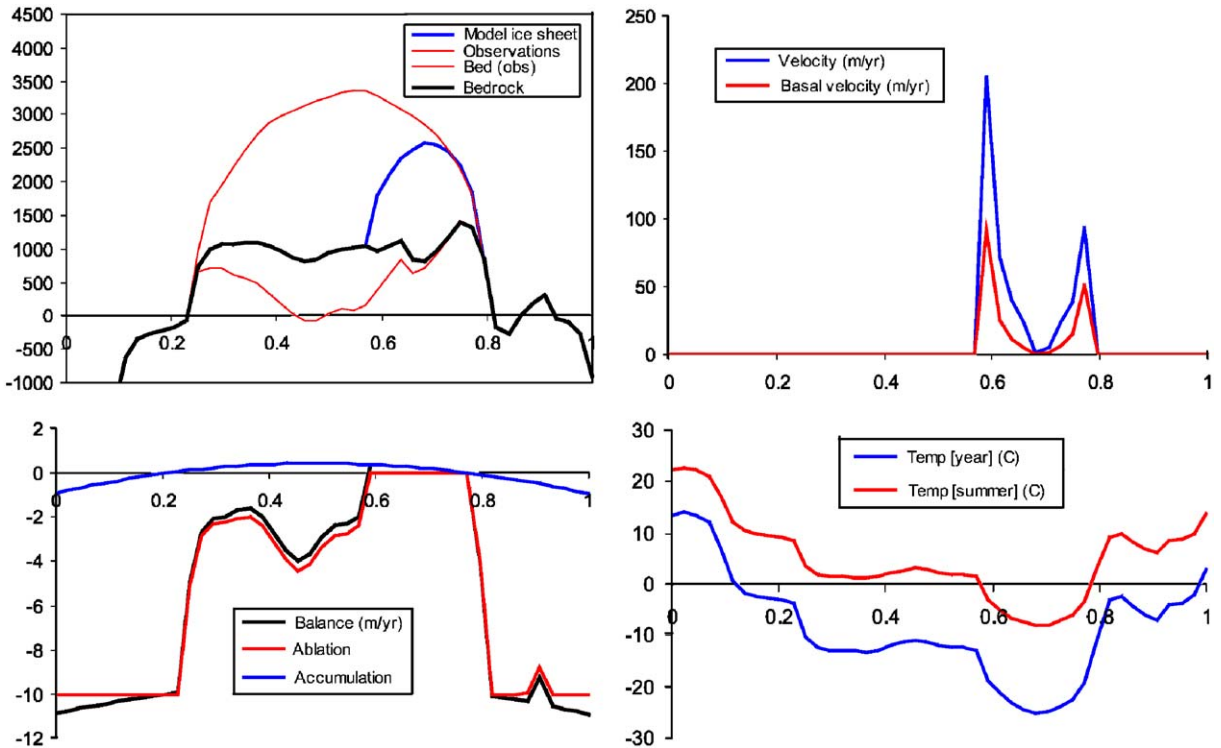 4500
4000
3500
3000
2500
2000
1500
1000
500
0
-500
-1000
0 0.2 0.4 0.6 0.8 1
Model ice sheet
Observations
Bed (obs)
Bedrock
250
200
150
100
50
0
0 0.2 0.4 0.6 0.8 1
Velocity (m/yr)
Basal velocity (m/yr)
2
0
-2
-4
-6
-8
-10
-12
0 0.2 0.4 0.6 0.8 1
Balance (m/yr)
Ablation
Accumulation
30
20
10
0
-10
-20
-30
0 0.2 0.4 0.6 0.8 1
Temp [year] (C)
Temp [summer] (C)